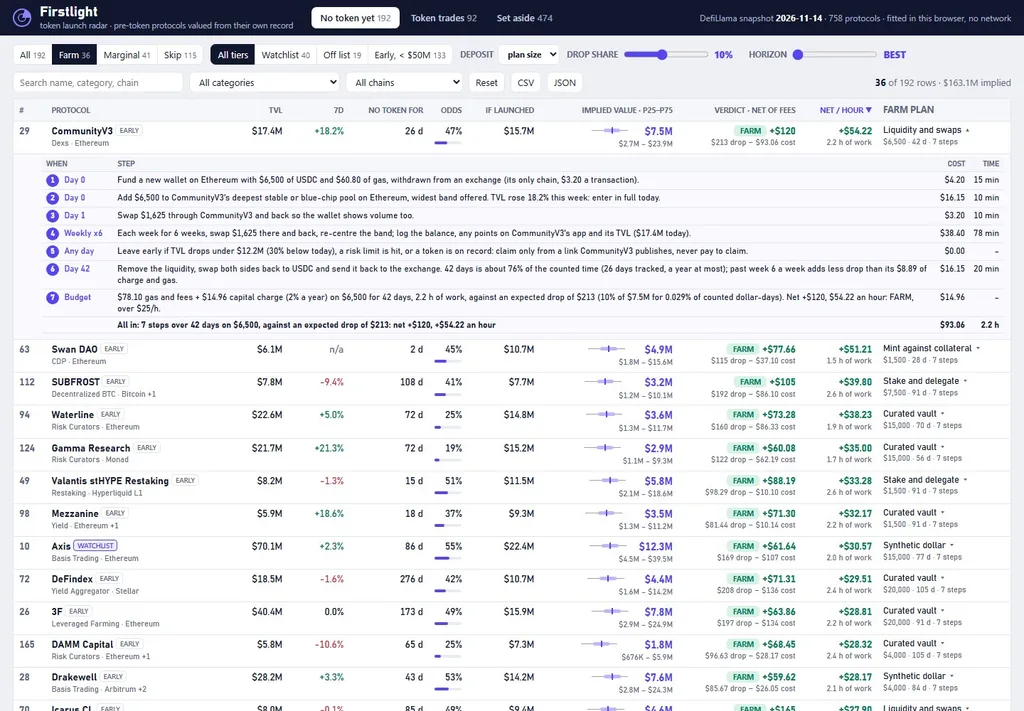 Firstlight
token launch radar · pre-token protocols valued from their own record
No token yet 192
Token trades 92
Set aside 474
DefiLlama snapshot 2026-11-14 · 758 protocols · fitted in this browser, no network
All 192
Farm 36
Marginal 41
Skip 115
All tiers
Watchlist 40
Off list 19
Early, < $50M 133
DEPOSIT
plan size
DROP SHARE
10%
HORIZON
BEST
Search name, category, chain
All categories
All chains
Reset
CSV
JSON
36 of 192 rows · $163.1M implied
# PROTOCOL TVL 7D NO TOKEN FOR ODDS IF LAUNCHED IMPLIED VALUE · P25–P75 VERDICT · NET OF FEES NET / HOUR ▼ FARM PLAN
29 CommunityV3 EARLY $17.4M +18.2% 26 d 47% $15.7M $7.5M FARM +$120 +$54.22 Liquidity and swaps
Dexs · Ethereum $2.7M – $23.9M $213 drop – $93.06 cost 2.2 h of work $6,500 · 42 d · 7 steps
WHEN STEP COST TIME
1 Day 0 Fund a new wallet on Ethereum with $6,500 of USDC and $60.80 of gas, withdrawn from an exchange (its only chain, $3.20 a transaction). $4.20 15 min
2 Day 0 Add $6,500 to CommunityV3's deepest stable or blue-chip pool on Ethereum, widest band offered. TVL rose 18.2% this week: enter in full today. $16.15 10 min
3 Day 1 Swap $1,625 through CommunityV3 and back so the wallet shows volume too. $3.20 10 min
4 Weekly x6 Each week for 6 weeks, swap $1,625 there and back, re-centre the band; log the balance, any points on CommunityV3's app and its TVL ($17.4M today). $38.40 78 min
5 Any day Leave early if TVL drops under $12.2M (30% below today), a risk limit is hit, or a token is on record: claim only from a link CommunityV3 publishes, never pay to claim. $0.00 –
6 Day 42 Remove the liquidity, swap both sides back to USDC and send it back to the exchange. 42 days is about 76% of the counted time (26 days tracked, a year at most); past week 6 a week adds less drop than its $8.89 of $16.15 20 min
charge and gas.
7 Budget $78.10 gas and fees + $14.96 capital charge (2% a year) on $6,500 for 42 days, 2.2 h of work, against an expected drop of $213 (10% of $7.5M for 0.029% of counted dollar-days). Net +$120, $54.22 an hour: FARM, $14.96 –
over $25/h.
All in: 7 steps over 42 days on $6,500, against an expected drop of $213: net +$120, +$54.22 an hour $93.06 2.2 h
63 Swan DAO EARLY $6.1M n/a 2 d 45% $10.7M $4.9M FARM +$77.66 +$51.21 Mint against collateral
CDP · Ethereum $1.8M – $15.6M $115 drop – $37.10 cost 1.5 h of work $1,500 · 28 d · 7 steps
112 SUBFROST EARLY $7.8M -9.4% 108 d 41% $7.7M $3.2M FARM +$105 +$39.80 Stake and delegate
Decentralized BTC · Bitcoin +1 $1.2M – $10.1M $192 drop – $86.10 cost 2.6 h of work $7,500 · 91 d · 7 steps
94 Waterline EARLY $22.6M +5.0% 72 d 25% $14.8M $3.6M FARM +$73.28 +$38.23 Curated vault
Risk Curators · Ethereum $1.3M – $11.7M $160 drop – $86.33 cost 1.9 h of work $15,000 · 70 d · 7 steps
124 Gamma Research EARLY $21.7M +21.3% 72 d 19% $15.2M $2.9M FARM +$60.08 +$35.00 Curated vault
Risk Curators · Monad $1.1M – $9.3M $122 drop – $62.19 cost 1.7 h of work $15,000 · 56 d · 7 steps
49 Valantis stHYPE Restaking EARLY $8.2M -1.3% 15 d 51% $11.5M $5.8M FARM +$88.19 +$33.28 Stake and delegate
Restaking · Hyperliquid L1 $2.1M – $18.6M $98.29 drop – $10.10 cost 2.6 h of work $1,500 · 91 d · 7 steps
98 Mezzanine EARLY $5.9M +18.6% 18 d 37% $9.3M $3.5M FARM +$71.30 +$32.17 Curated vault
Yield · Ethereum +1 $1.3M – $11.2M $81.44 drop – $10.14 cost 2.2 h of work $1,500 · 91 d · 7 steps
10 Axis WATCHLIST $70.1M +2.3% 86 d 55% $22.4M $12.3M FARM +$61.64 +$30.57 Synthetic dollar
Basis Trading · Ethereum $4.5M – $39.5M $169 drop – $107 cost 2.0 h of work $15,000 · 77 d · 7 steps
72 DeFindex EARLY $18.5M -1.6% 276 d 42% $10.7M $4.4M FARM +$71.31 +$29.51 Curated vault
Yield Aggregator · Stellar $1.6M – $14.2M $208 drop – $136 cost 2.4 h of work $20,000 · 105 d · 7 steps
26 3F EARLY $40.4M 0.0% 173 d 49% $15.9M $7.8M FARM +$63.86 +$28.81 Curated vault
Leveraged Farming · Ethereum $2.9M – $24.9M $197 drop – $134 cost 2.2 h of work $20,000 · 91 d · 7 steps
165 DAMM Capital EARLY $5.8M -10.6% 65 d 25% $7.3M $1.8M FARM +$68.45 +$28.32 Curated vault
Risk Curators · Ethereum +1 $676K – $5.9M $96.63 drop – $28.17 cost 2.4 h of work $4,000 · 105 d · 7 steps
28 Drakewell EARLY $28.2M +3.3% 43 d 53% $14.2M $7.6M FARM +$59.62 +$28.17 Synthetic dollar
Basis Trading · Arbitrum +2 $2.8M – $24.3M $85.67 drop – $26.05 cost 2.1 h of work $4,000 · 84 d · 7 steps